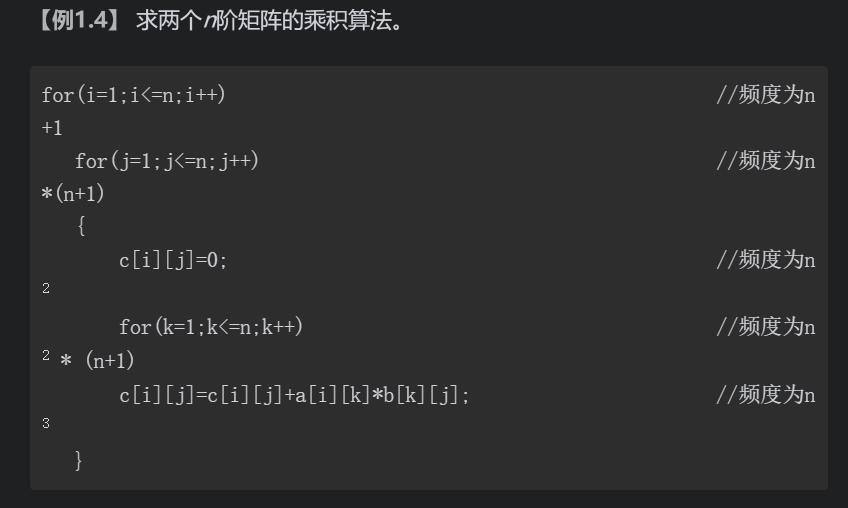 【例1.4】 求两个n阶矩阵的乘积算法。
for(i=1;i<=n;i++) //频度为n
+1
for(j=1;j<=n;j++) //频度为n
*(n+1)
{
c[i][j]=0; //频度为n
2
for(k=1;k<=n;k++) //频度为n
2 * (n+1)
c[i][j]=c[i][j]+a[i][k]*b[k][j]; //频度为n
3
}